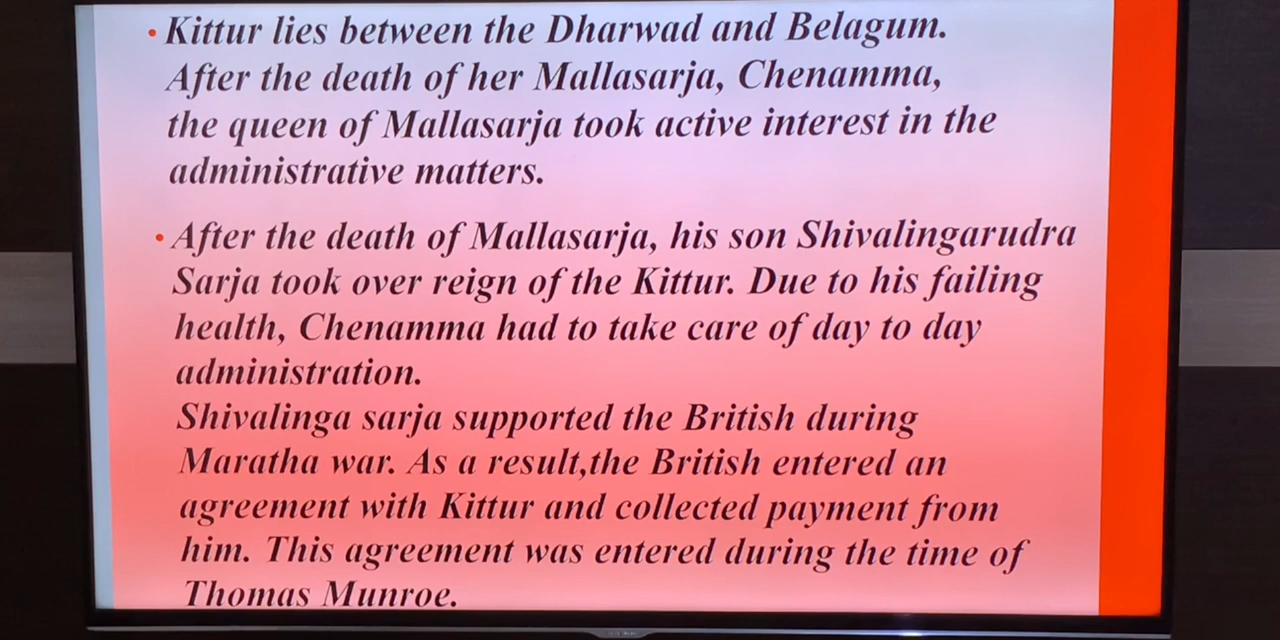 • Kittur lies between the Dharwad and Belagum.
After the death of her Mallasarja, Chenamma,
the queen of Mallasarja took active interest in the
administrative matters.
• After the death of Mallasarja, his son Shivalingarudra
Sarja took over reign of the Kittur. Due to his failing
health, Chenamma had to take care of day to day
administration.
Shivalinga sarja supported the British during
Maratha war. As a result,the British entered an
agreement with Kittur and collected payment from
him. This agreement was entered during the time of
Thomas Munroe.